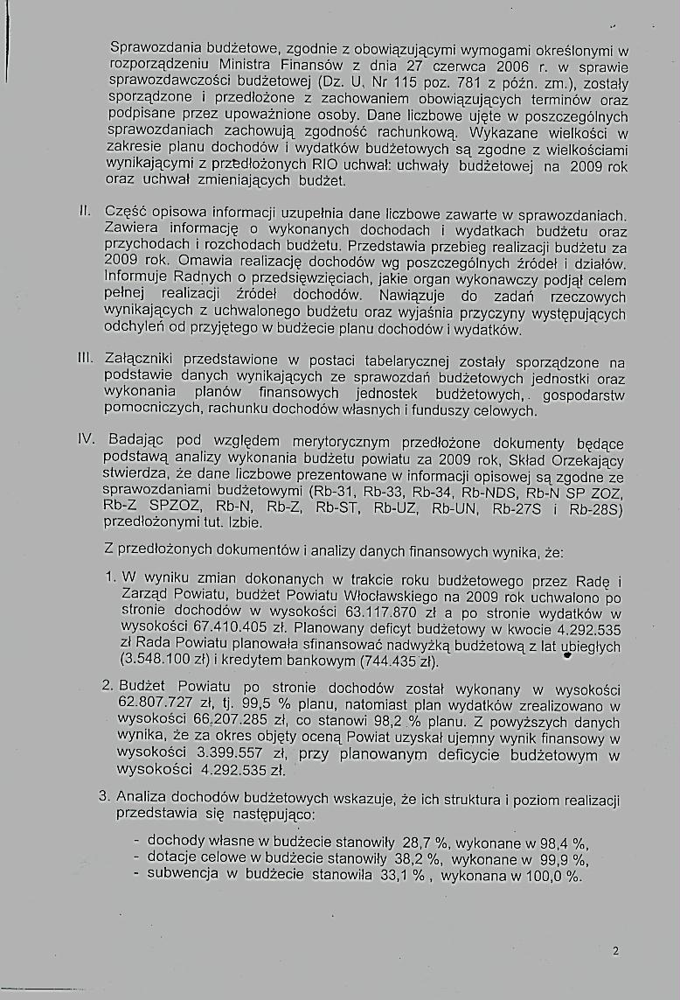 Sprawozdania budżetowe, zgodnie z obowiązującymi wymogami określonymi w
rozporządzeniu Ministra Finansów z dnia 27 czerwca 2006 r. w sprawie
sprawozdawczości budżetowej (Dz. U. Nr 115 poz. 781 z późn. zm.), zostały
sporządzone i przedłożone z zachowaniem obowiązujących terminów oraz
podpisane przez upoważnione osoby. Dane liczbowe ujęte w poszczególnych
sprawozdaniach zachowują zgodność rachunkową. Wykazane wielkości w
zakresie planu dochodów i wydatków budżetowych są zgodne z wielkościami
wynikającymi z przedłożonych RIO uchwał: uchwały budżetowej na 2009 rok
oraz uchwał zmieniających budżet.
II. Część opisowa informacji uzupełnia dane liczbowe zawarte w sprawozdaniach.
Zawiera informację o wykonanych dochodach i wydatkach budżetu oraz
przychodach i rozchodach budżetu. Przedstawia przebieg realizacji budżetu za
2009 rok. Omawia realizację dochodów wg poszczególnych źródeł i działów.
Informuje Radnych o przedsięwzięciach, jakie organ wykonawczy podjął celem
pełnej realizacji źródeł dochodów. Nawiązuje do zadań rzeczowych
wynikających z uchwalonego budżetu oraz wyjaśnia przyczyny występujących
odchyleń od przyjętego w budżecie planu dochodów i wydatków.
III. Załączniki przedstawione w postaci tabelarycznej zostały sporządzone na
podstawie danych wynikających ze sprawozdań budżetowych jednostki oraz
wykonania planów finansowych jednostek budżetowych,. gospodarstw
pomocniczych, rachunku dochodów własnych i funduszy celowych.
IV. Badając pod względem merytorycznym przedłożone dokumenty będące
podstawą analizy wykonania budżetu powiatu za 2009 rok, Skład Orzekający
stwierdza, że dane liczbowe prezentowane w informacji opisowej są zgodne ze
sprawozdaniami budżetowymi (Rb-31, Rb-33, Rb-34, Rb-NDS, Rb-N SP ZOZ,
Rb-Z SPZOZ, Rb-N, Rb-Z, Rb-ST, Rb-UZ, Rb-UN, Rb-27S i Rb-28S)
przedłożonymi tut. Izbie.
Z przedłożonych dokumentów i analizy danych finansowych wynika, że:
1. W wyniku zmian dokonanych w trakcie roku budżetowego przez Radę i
Zarząd Powiatu, budżet Powiatu Włocławskiego na 2009 rok uchwalono po
stronie dochodów w wysokości 63.117.870 zł a po stronie wydatków w
wysokości 67.410.405 zł. Planowany deficyt budżetowy w kwocie 4.292.535
zł Rada Powiatu planowała sfinansować nadwyżką budżetową z lat ubiegłych
(3.548.100 zł) i kredytem bankowym (744.435 zł).
2. Budżet Powiatu po stronie dochodów został wykonany w wysokości
62.807.727 zł, tj. 99,5 % planu, natomiast plan wydatków zrealizowano w
wysokości 66.207.285 zł, co stanowi 98,2 % planu. Z powyższych danych
wynika, że za okres objęty oceną Powiat uzyskał ujemny wynik finansowy w
wysokości 3.399.557 zł, przy planowanym deficycie budżetowym w
wysokości 4.292.535 zł.
3. Analiza dochodów budżetowych wskazuje, że ich struktura i poziom realizacji
przedstawia się następująco:
- dochody własne w budżecie stanowiły 28,7 %, wykonane w 98,4 %,
- dotacje celowe w budżecie stanowiły 38,2 %, wykonane w 99,9 %,
- subwencja w budżecie stanowiła 33,1 % , wykonana w 100,0 %.
2